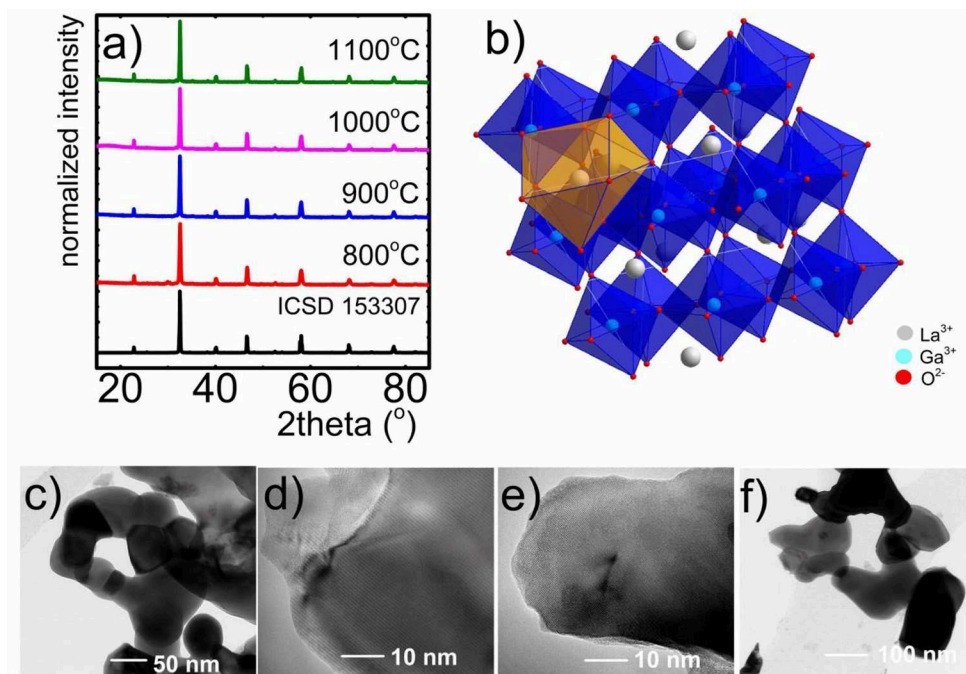 a)
1100°C
1000°C
900°C
800°C
ICSD 153307
normalized intensity
20 40 60 80
2theta (°)
b)
La³⁺
Ga³⁺
O²⁻
c)
50 nm
d)
10 nm
e)
10 nm
f)
100 nm